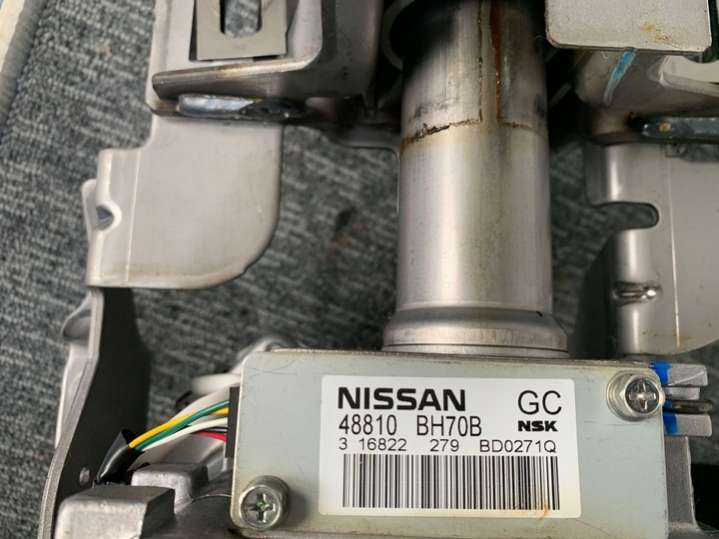 NISSAN GC
48810 BH70B NSK
3 16822 279 BD0271Q